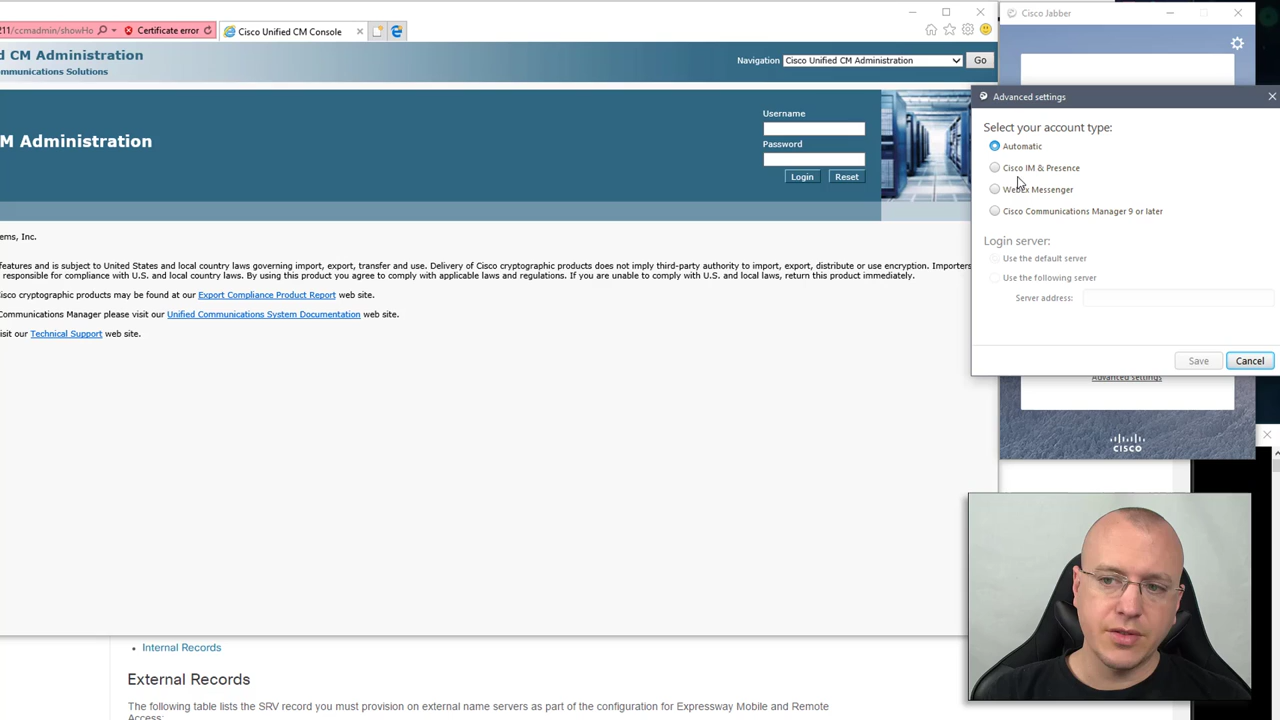 211/ccmadmin/showHo
Certificate error
Cisco Unified CM Console
Cisco Jabber
d CM Administration
mmunications Solutions
Navigation
Cisco Unified CM Administration
Go
M Administration
Username
Password
Login
Reset
ems, Inc.
features and is subject to United States and local country laws governing import, export, transfer and use. Delivery of Cisco cryptographic products does not imply third-party authority to import, export, distribute or use encryption. Importers
responsible for compliance with U.S. and local country laws. By using this product you agree to comply with applicable laws and regulations. If you are unable to comply with U.S. and local laws, return this product immediately.
isco cryptographic products may be found at our Export Compliance Product Report web site.
Communications Manager please visit our Unified Communications System Documentation web site.
isit our Technical Support web site.
Advanced settings
Select your account type:
Automatic
Cisco IM & Presence
WebEx Messenger
Cisco Communications Manager 9 or later
Login server:
Use the default server
Use the following server
Server address:
Save
Cancel
Advanced settings
CISCO
Internal Records
External Records
The following table lists the SRV record you must provision on external name servers as part of the configuration for Expressway Mobile and Remote
Access: